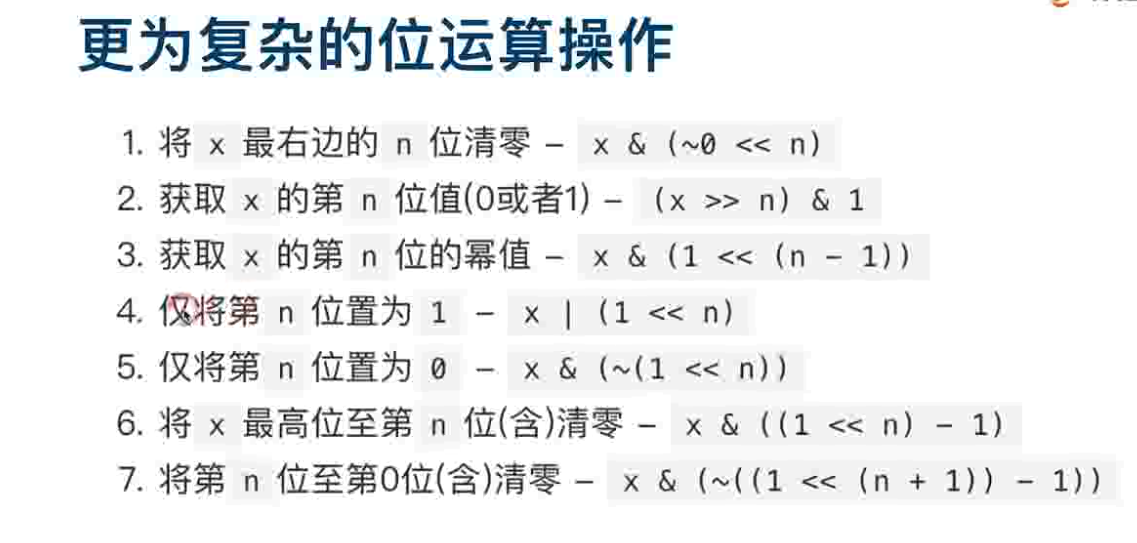 更为复杂的位运算操作
1. 将 x 最右边的 n 位清零 – x & (~0 << n)
2. 获取 x 的第 n 位值(0或者1) – (x >> n) & 1
3. 获取 x 的第 n 位的幂值 – x & (1 << (n - 1))
4. 仅将第 n 位置为 1 – x | (1 << n)
5. 仅将第 n 位置为 0 – x & (~(1 << n))
6. 将 x 最高位至第 n 位(含)清零 – x & ((1 << n) - 1)
7. 将第 n 位至第0位(含)清零 – x & (~((1 << (n + 1)) - 1))